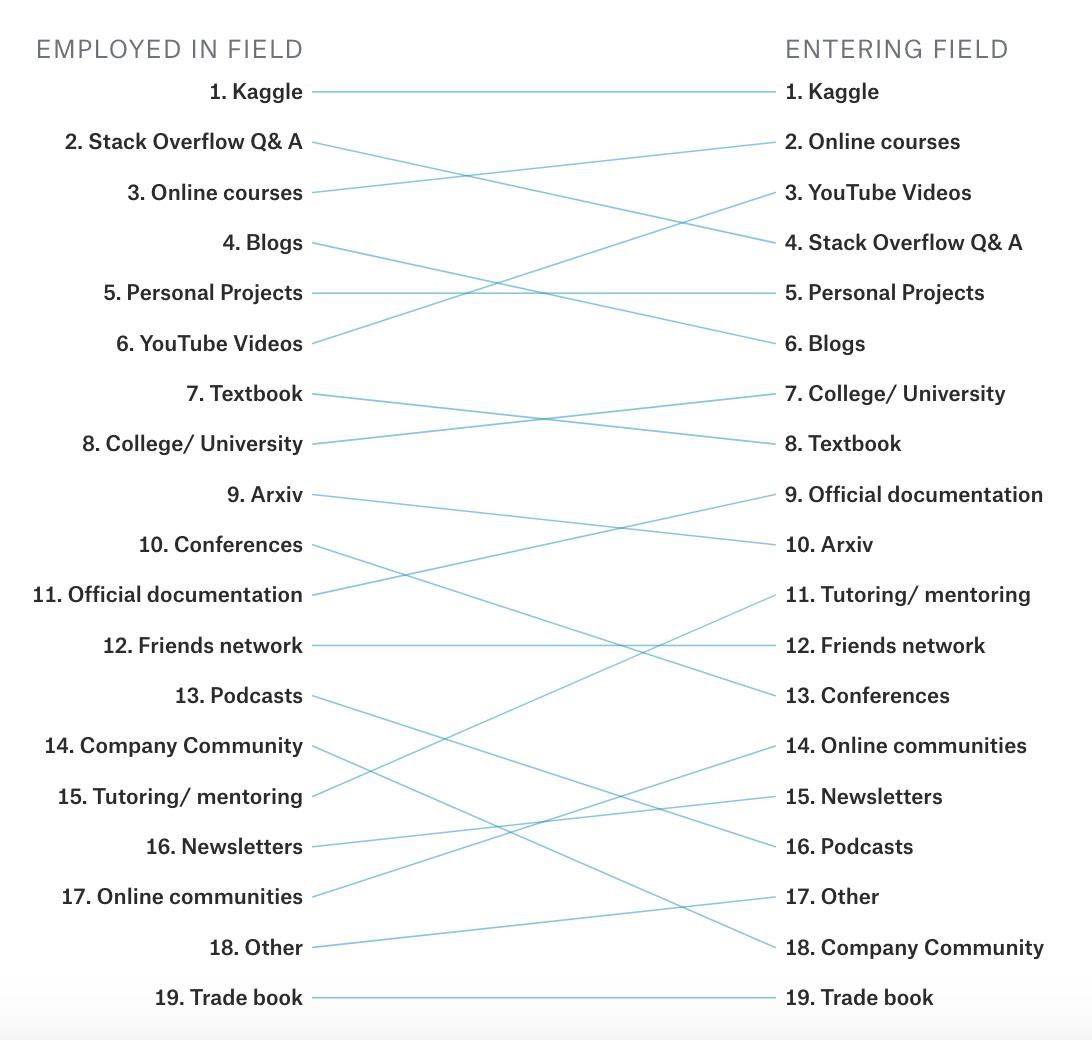 EMPLOYED IN FIELD
ENTERING FIELD
1. Kaggle
1. Kaggle
2. Stack Overflow Q& A
2. Online courses
3. Online courses
3. YouTube Videos
4. Blogs
4. Stack Overflow Q& A
5. Personal Projects
5. Personal Projects
6. YouTube Videos
6. Blogs
7. Textbook
7. College/ University
8. College/ University
8. Textbook
9. Arxiv
9. Official documentation
10. Conferences
10. Arxiv
11. Official documentation
11. Tutoring/ mentoring
12. Friends network
12. Friends network
13. Podcasts
13. Conferences
14. Company Community
14. Online communities
15. Tutoring/ mentoring
15. Newsletters
16. Newsletters
16. Podcasts
17. Online communities
17. Other
18. Other
18. Company Community
19. Trade book
19. Trade book